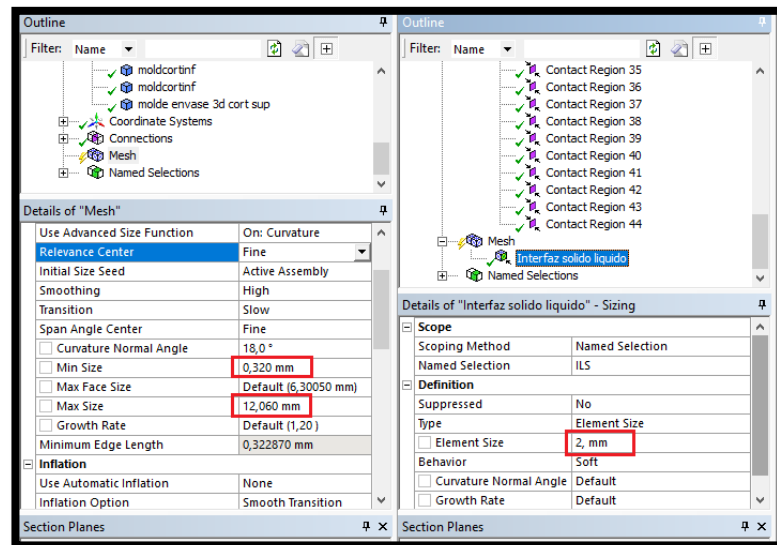 Outline
Filter: Name
moldcortinf
moldcortinf
molde envase 3d cort sup
Coordinate Systems
Connections
Mesh
Named Selections
Details of "Mesh"
Use Advanced Size Function On: Curvature
Relevance Center Fine
Initial Size Seed Active Assembly
Smoothing High
Transition Slow
Span Angle Center Fine
Curvature Normal Angle 18,0 °
Min Size 0,320 mm
Max Face Size Default (6,30050 mm)
Max Size 12,060 mm
Growth Rate Default (1,20 )
Minimum Edge Length 0,322870 mm
Inflation
Use Automatic Inflation None
Inflation Option Smooth Transition
Section Planes
Outline
Filter: Name
Contact Region 35
Contact Region 36
Contact Region 37
Contact Region 38
Contact Region 39
Contact Region 40
Contact Region 41
Contact Region 42
Contact Region 43
Contact Region 44
Mesh
Interfaz solido liquido
Named Selections
Details of "Interfaz solido liquido" - Sizing
Scope
Scoping Method Named Selection
Named Selection ILS
Definition
Suppressed No
Type Element Size
Element Size 2, mm
Behavior Soft
Curvature Normal Angle Default
Growth Rate Default
Section Planes